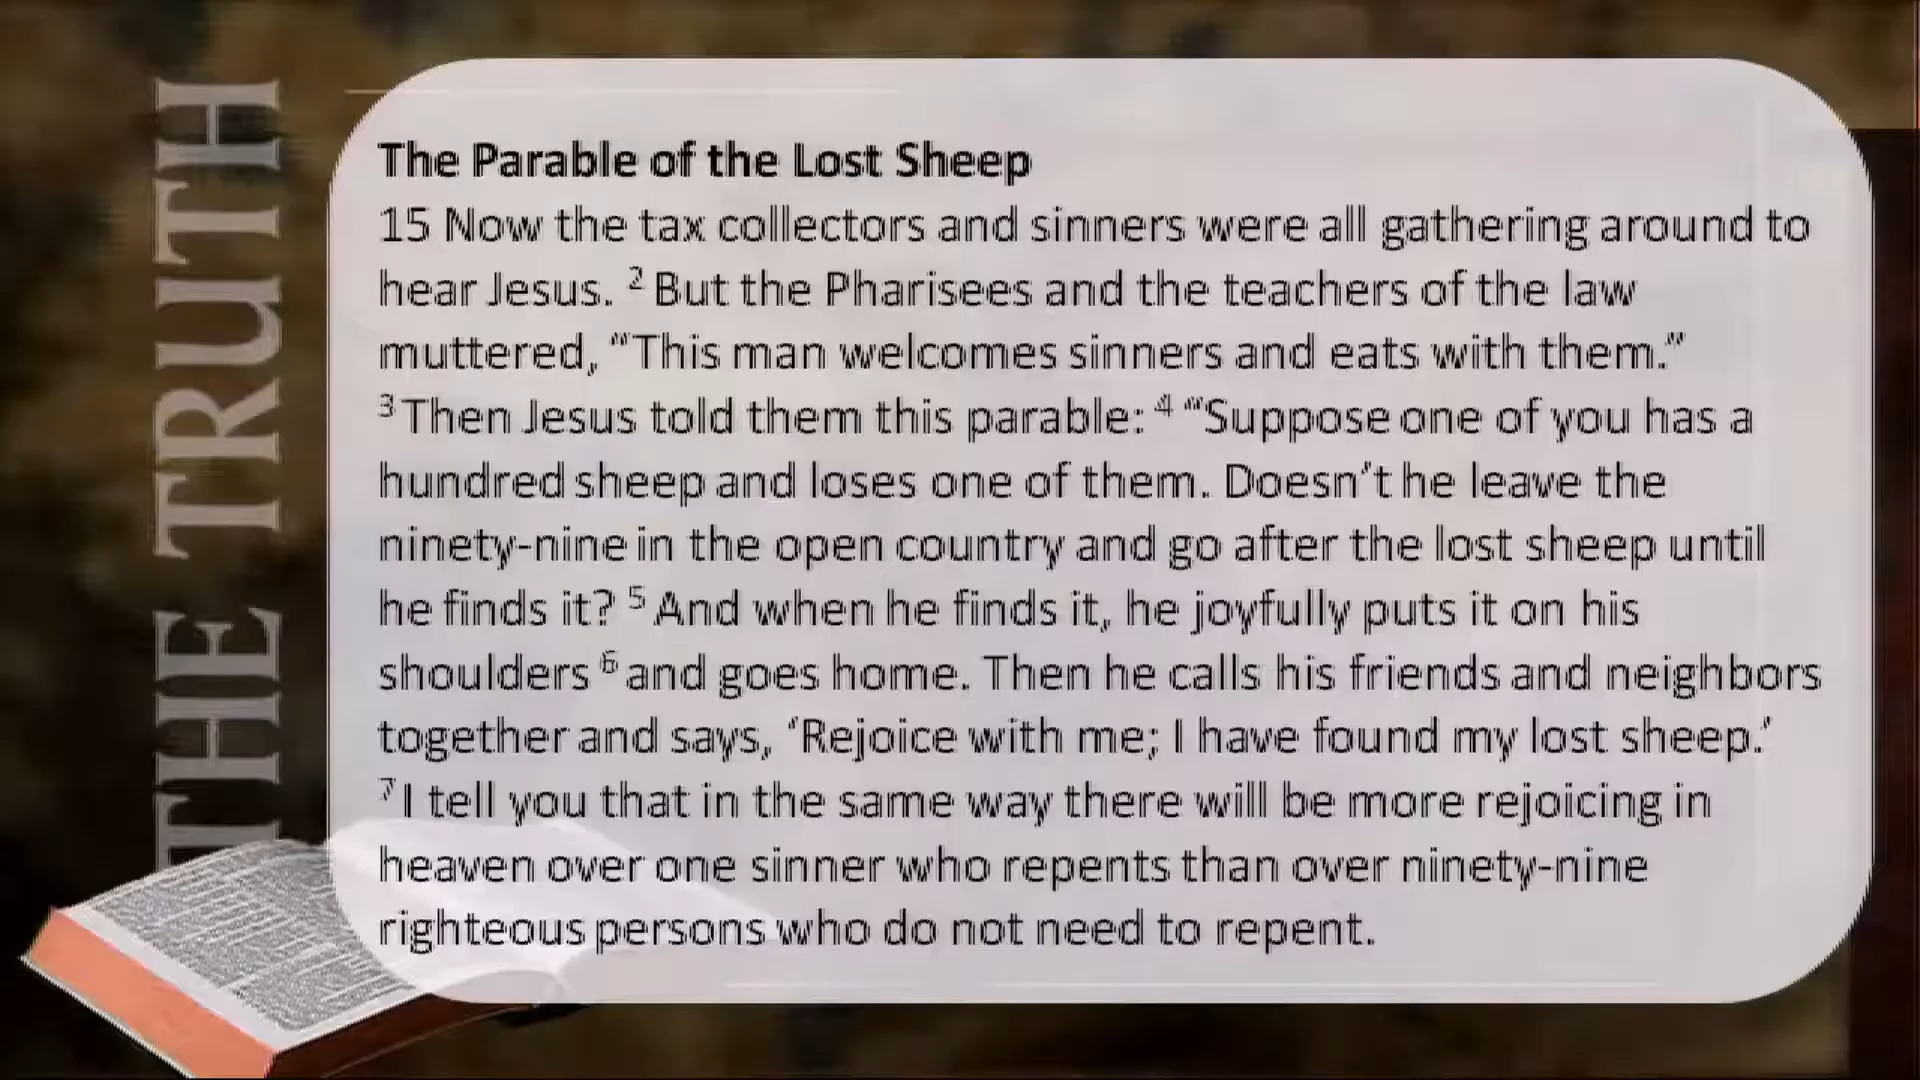 THE TRUTH
The Parable of the Lost Sheep
15 Now the tax collectors and sinners were all gathering around to
hear Jesus. ² But the Pharisees and the teachers of the law
muttered, “This man welcomes sinners and eats with them.”
³ Then Jesus told them this parable: ⁴ “Suppose one of you has a
hundred sheep and loses one of them. Doesn’t he leave the
ninety-nine in the open country and go after the lost sheep until
he finds it? ⁵ And when he finds it, he joyfully puts it on his
shoulders ⁶ and goes home. Then he calls his friends and neighbors
together and says, ‘Rejoice with me; I have found my lost sheep.’
⁷ I tell you that in the same way there will be more rejoicing in
heaven over one sinner who repents than over ninety-nine
righteous persons who do not need to repent.